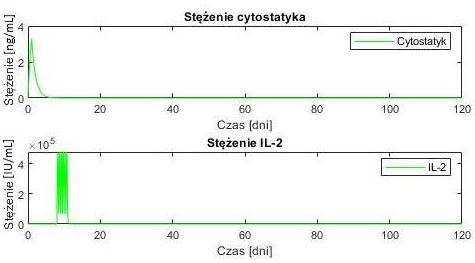 Stężenie cytostatyka
Stężenie [ng/mL]
4
2
0
Cytostatyk
0 20 40 60 80 100 120
Czas [dni]
Stężenie IL-2
×10⁵
Stężenie [IU/mL]
4
2
0
IL-2
0 20 40 60 80 100 120
Czas [dni]